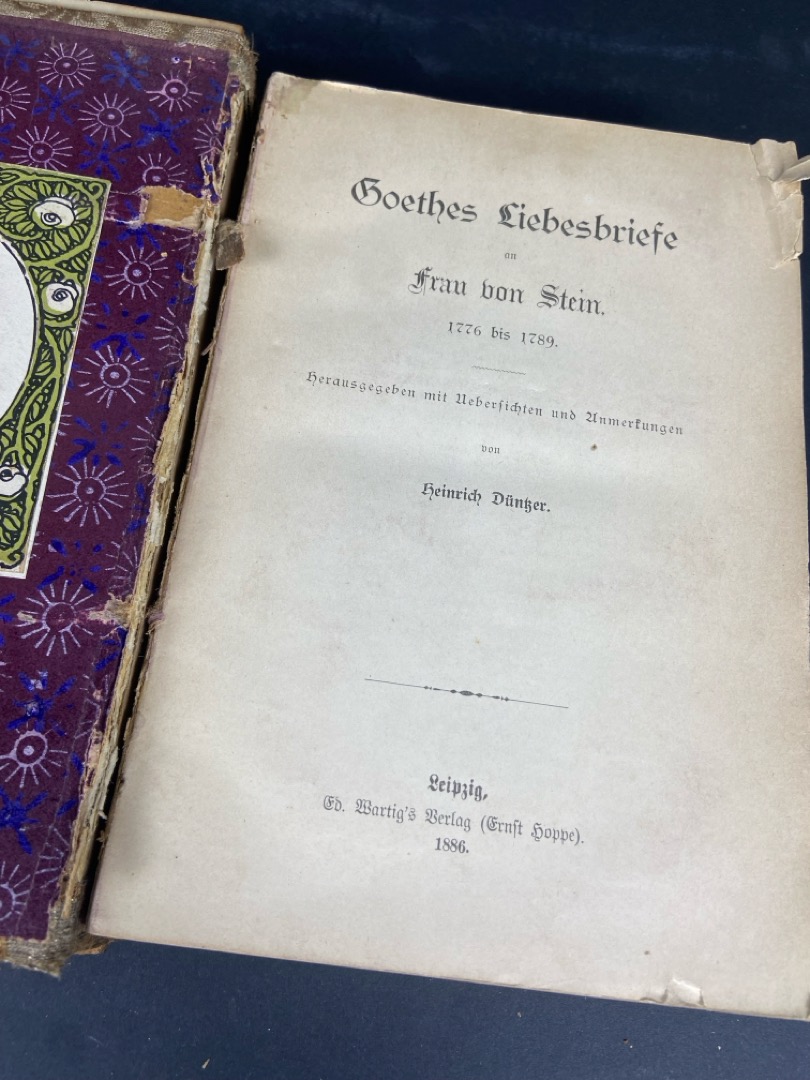 Goethes Liebesbriefe
an
Frau von Stein.
1776 bis 1789.
Herausgegeben mit Uebersichten und Anmerkungen
von
Heinrich Düntzer.
Leipzig,
Ed. Wartig's Verlag (Ernst Hoppe).
1886.